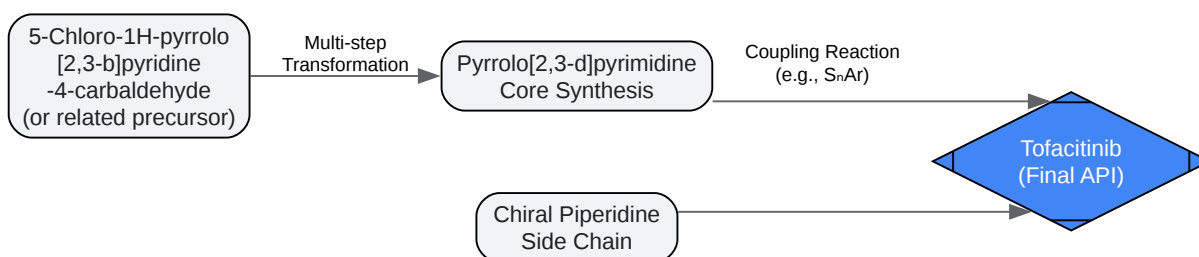 5-Chloro-1H-pyrrolo
[2,3-b]pyridine
-4-carbaldehyde
(or related precursor)
Multi-step
Transformation
Pyrrolo[2,3-d]pyrimidine
Core Synthesis
Coupling Reaction
(e.g., SₙAr)
Tofacitinib
(Final API)
Chiral Piperidine
Side Chain